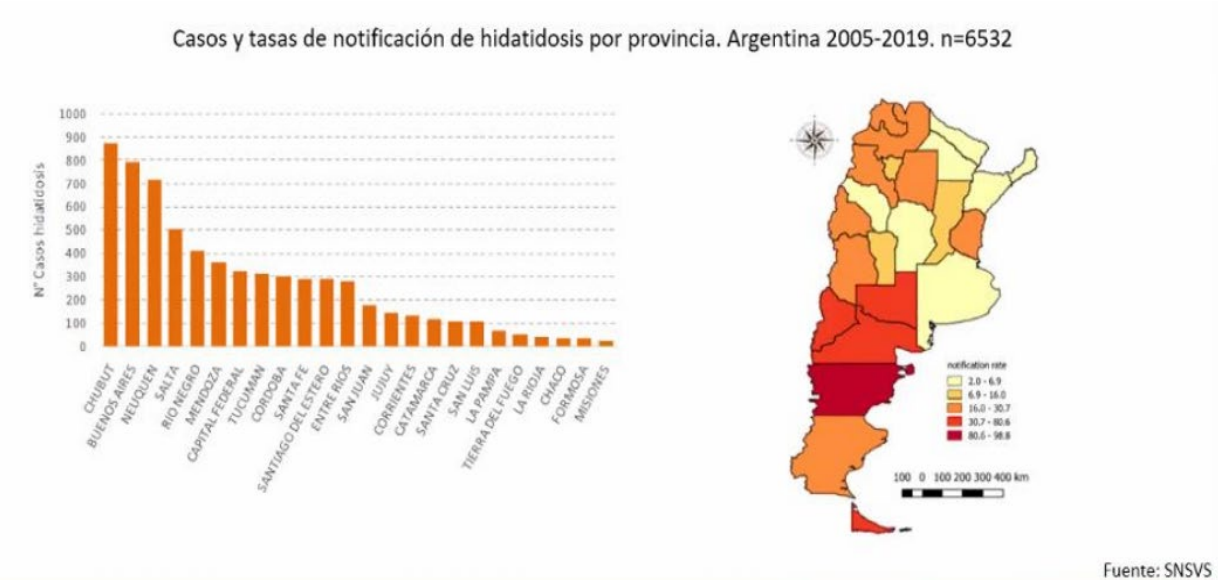 Casos y tasas de notificación de hidatidosis por provincia. Argentina 2005-2019. n=6532
N° Casos hidatidosis
1000
900
800
700
600
500
400
300
200
100
0
CHUBUT
BUENOS AIRES
NEUQUEN
SALTA
RIO NEGRO
MENDOZA
CAPITAL FEDERAL
TUCUMAN
CORDOBA
SANTA FE
SANTIAGO DEL ESTERO
ENTRE RIOS
SAN JUAN
JUJUY
CORRIENTES
CATAMARCA
SANTA CRUZ
SAN LUIS
LA PAMPA
TIERRA DEL FUEGO
LA RIOJA
CHACO
FORMOSA
MISIONES
notification rate
2.0 - 6.9
6.9 - 16.0
16.0 - 30.7
30.7 - 80.6
80.6 - 98.8
100 0 100 200 300 400 km
Fuente: SNSVS